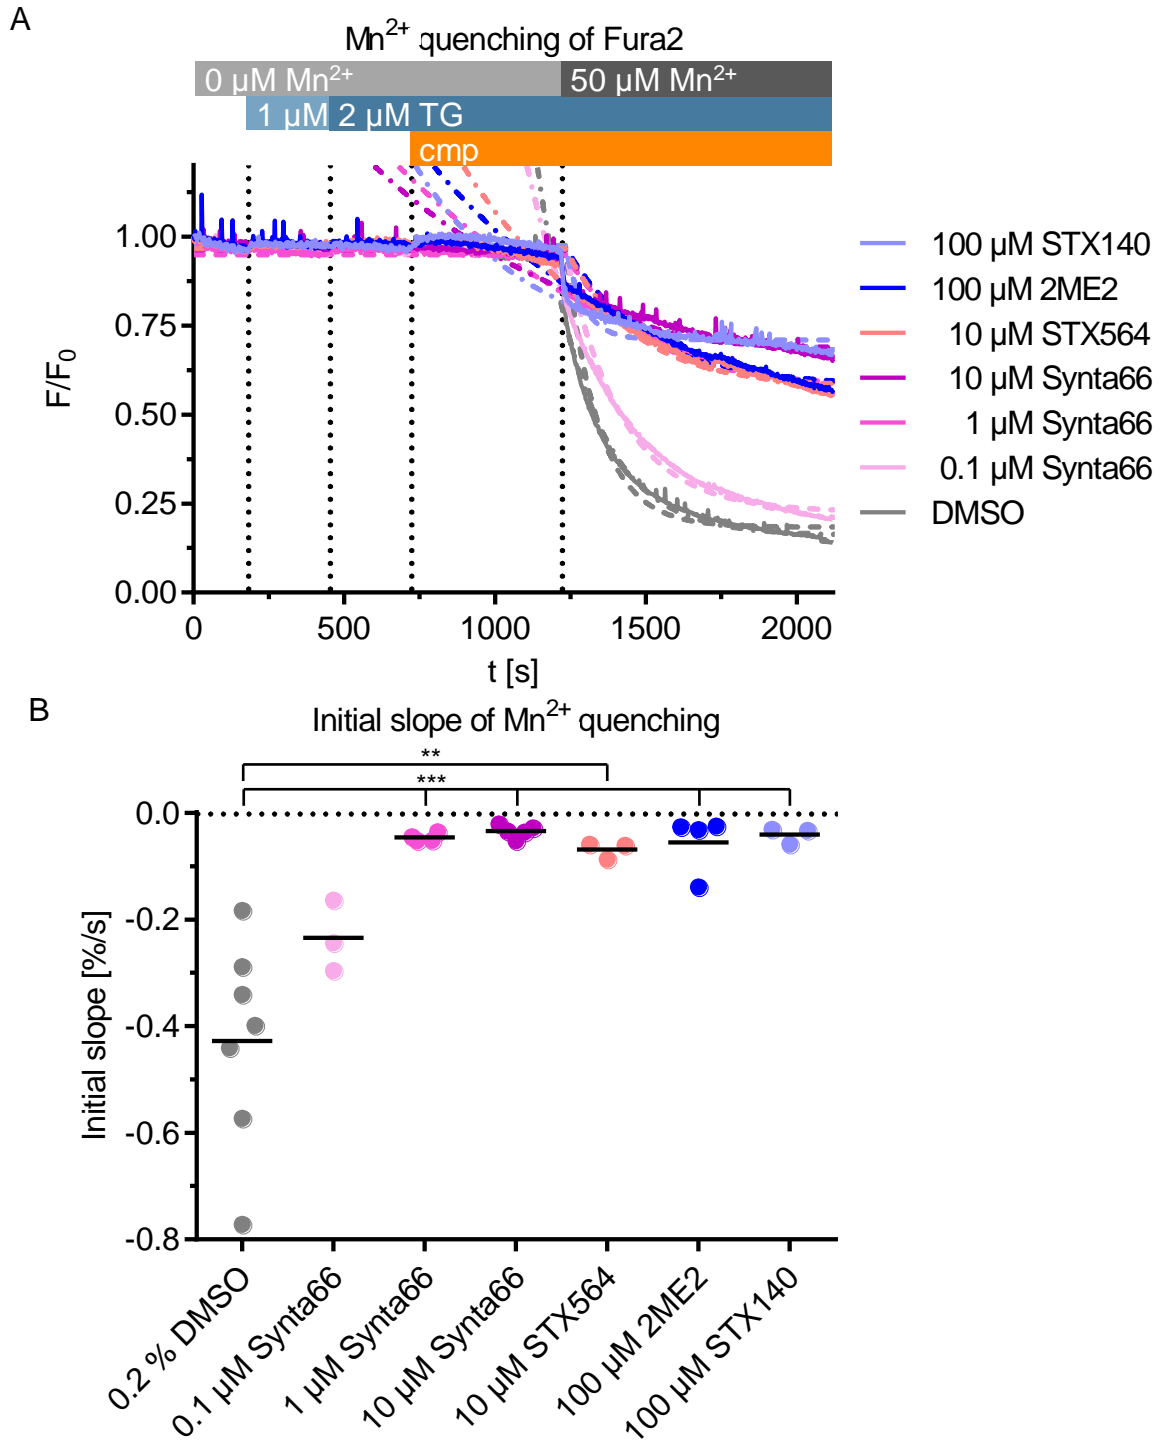 A
Mn²⁺ quenching of Fura2
0 µM Mn²⁺ 50 µM Mn²⁺
1 µM 2 µM TG
cmp
1.00
0.75
0.50
0.25
0.00
F/F₀
0 500 1000 1500 2000
t [s]
100 µM STX140
100 µM 2ME2
10 µM STX564
10 µM Synta66
1 µM Synta66
0.1 µM Synta66
DMSO
B
Initial slope of Mn²⁺ quenching
**
***
0.0
-0.2
-0.4
-0.6
-0.8
Initial slope [%/s]
0.2 % DMSO
0.1 µM Synta66
1 µM Synta66
10 µM Synta66
10 µM STX564
100 µM 2ME2
100 µM STX140